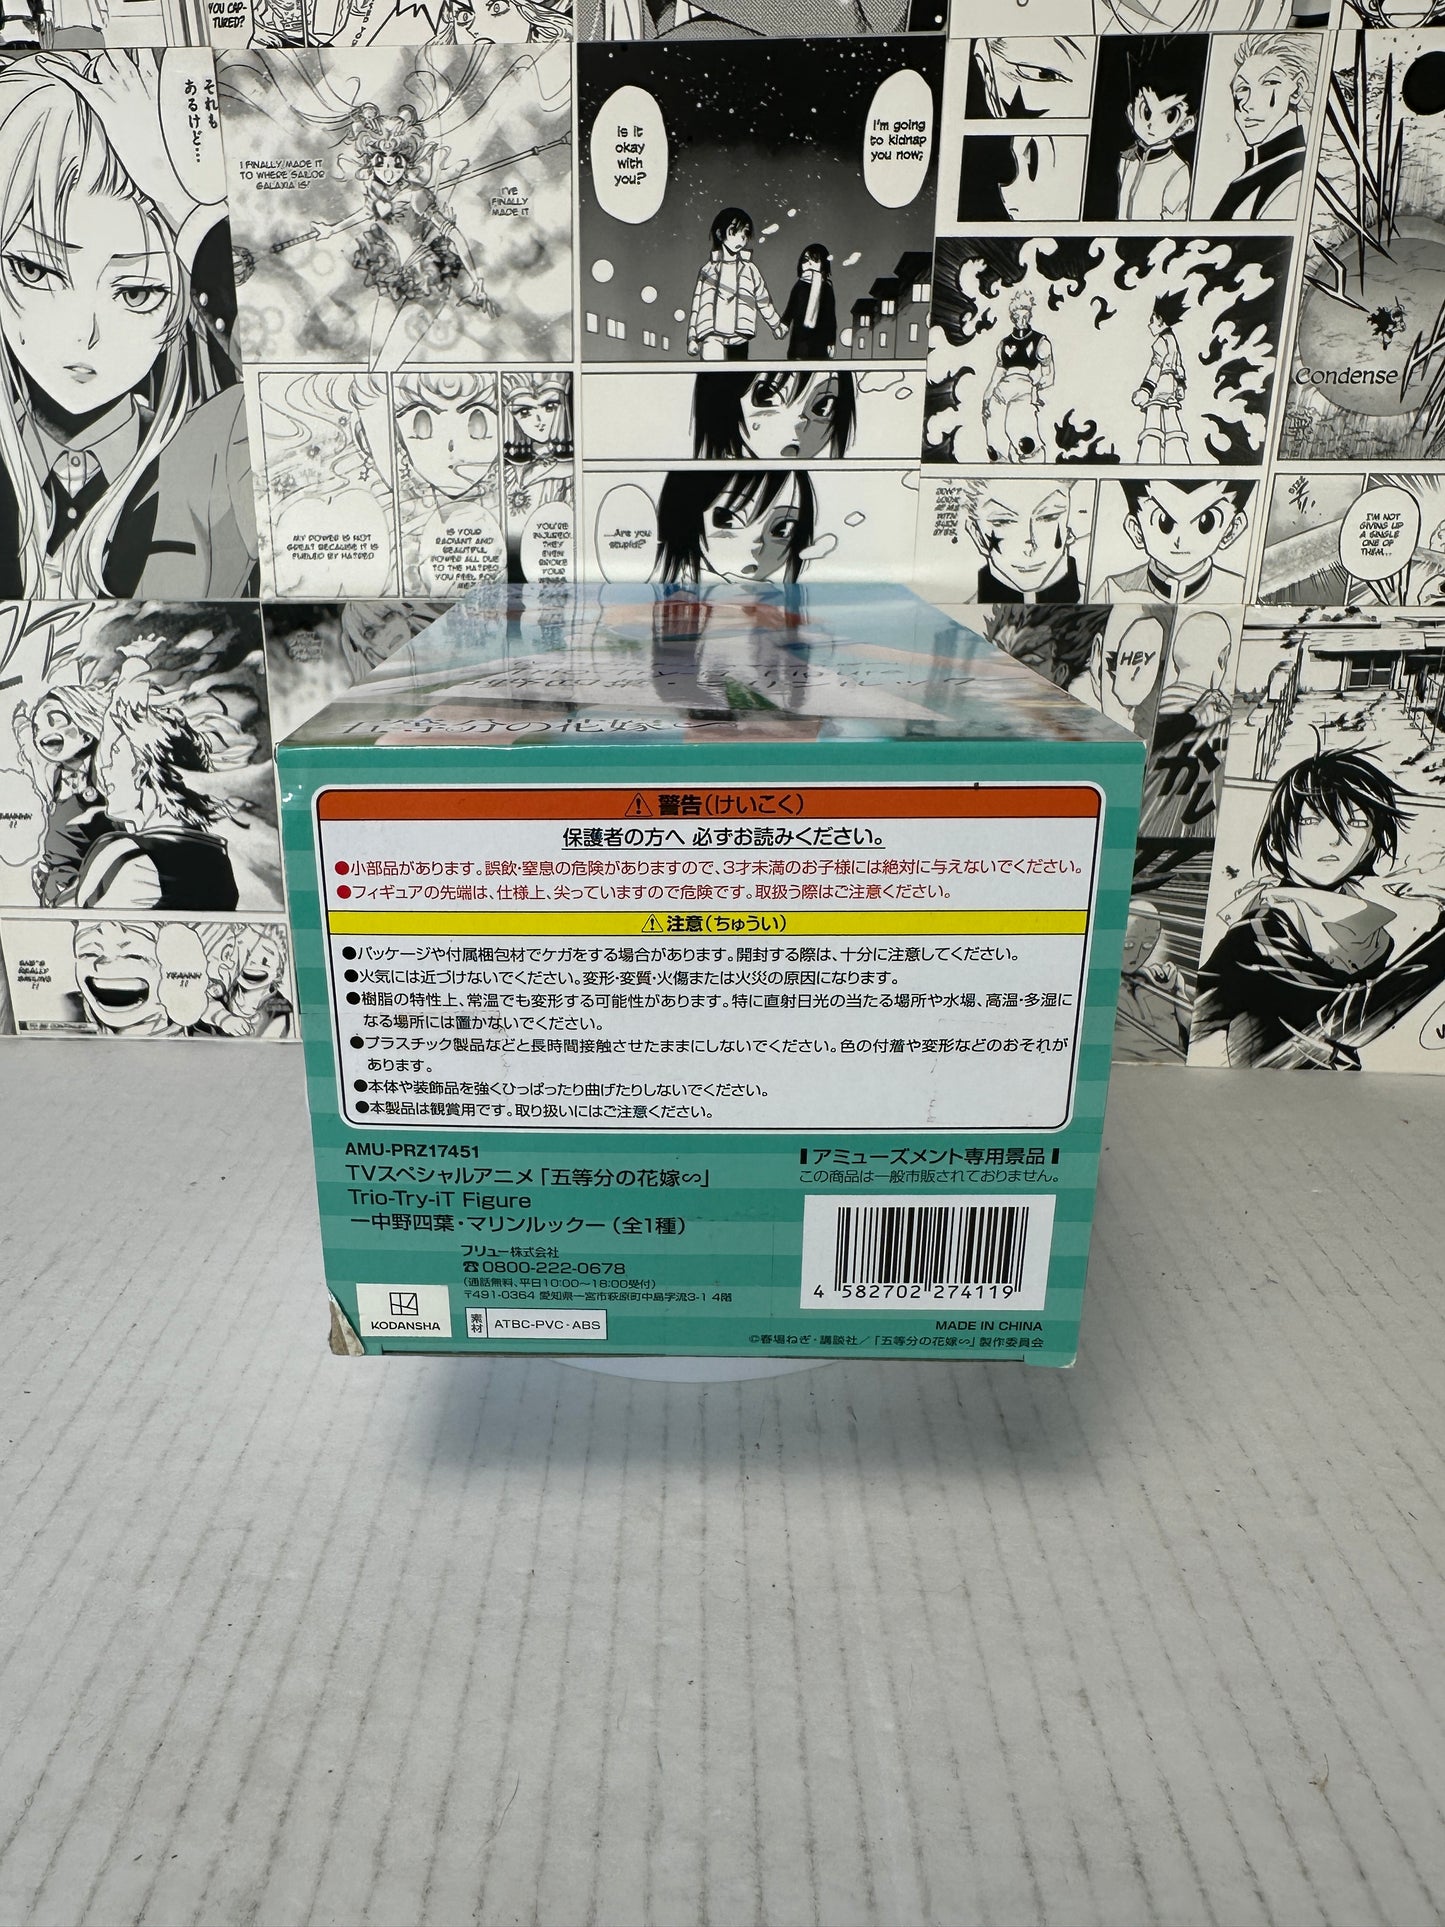 YOU CAP-
TURED?
それも
あるけど…
I FINALLY MADE IT
TO WHERE SAILOR
GALAXIA IS!
I'VE
FINALLY
MADE IT
is it
okay
with
you?
I'm going
to kidnap
you now;
Condense
MY POWER IS NOT
GREAT BECAUSE IT IS
FUELED BY HATRED
IS YOUR
RADIANT AND
BEAUTIFUL
POWER ALL DUE
TO THE HATRED
YOU FEEL FOR
YOU'RE
INJURED.
THEY
EVEN
BROKE
YOUR
...Are you
stupid?
DON'T
LOOK
AT ME
WITH
SUCH
EYES.
I'M NOT
GIVING UP
A SINGLE
ONE OF
THEM...
HEY
!
五等分の花嫁∽
⚠警告(けいこく)
保護者の方へ 必ずお読みください。
●小部品があります。誤飲・窒息の危険がありますので、3才未満のお子様には絶対に与えないでください。
●フィギュアの先端は、仕様上、尖っていますので危険です。取扱う際はご注意ください。
⚠注意(ちゅうい)
●パッケージや付属梱包材でケガをする場合があります。開封する際は、十分に注意してください。
●火気には近づけないでください。変形・変質・火傷または火災の原因になります。
●樹脂の特性上、常温でも変形する可能性があります。特に直射日光の当たる場所や水場、高温・多湿に
なる場所には置かないでください。
●プラスチック製品などと長時間接触させたままにしないでください。色の付着や変形などのおそれが
あります。
●本体や装飾品を強くひっぱったり曲げたりしないでください。
●本製品は観賞用です。取り扱いにはご注意ください。
AMU-PRZ17451
TVスペシャルアニメ「五等分の花嫁∽」
Trio-Try-iT Figure
ー中野四葉・マリンルックー(全1種)
アミューズメント専用景品
この商品は一般市販されておりません。
フリュー株式会社
☎0800-222-0678
(通話無料、平日10:00～18:00受付)
〒491-0364 愛知県一宮市萩原町中島字流3-1 4階
KODANSHA
素材 ATBC-PVC・ABS
4 582702 274119
MADE IN CHINA
©春場ねぎ・講談社/「五等分の花嫁∽」製作委員会